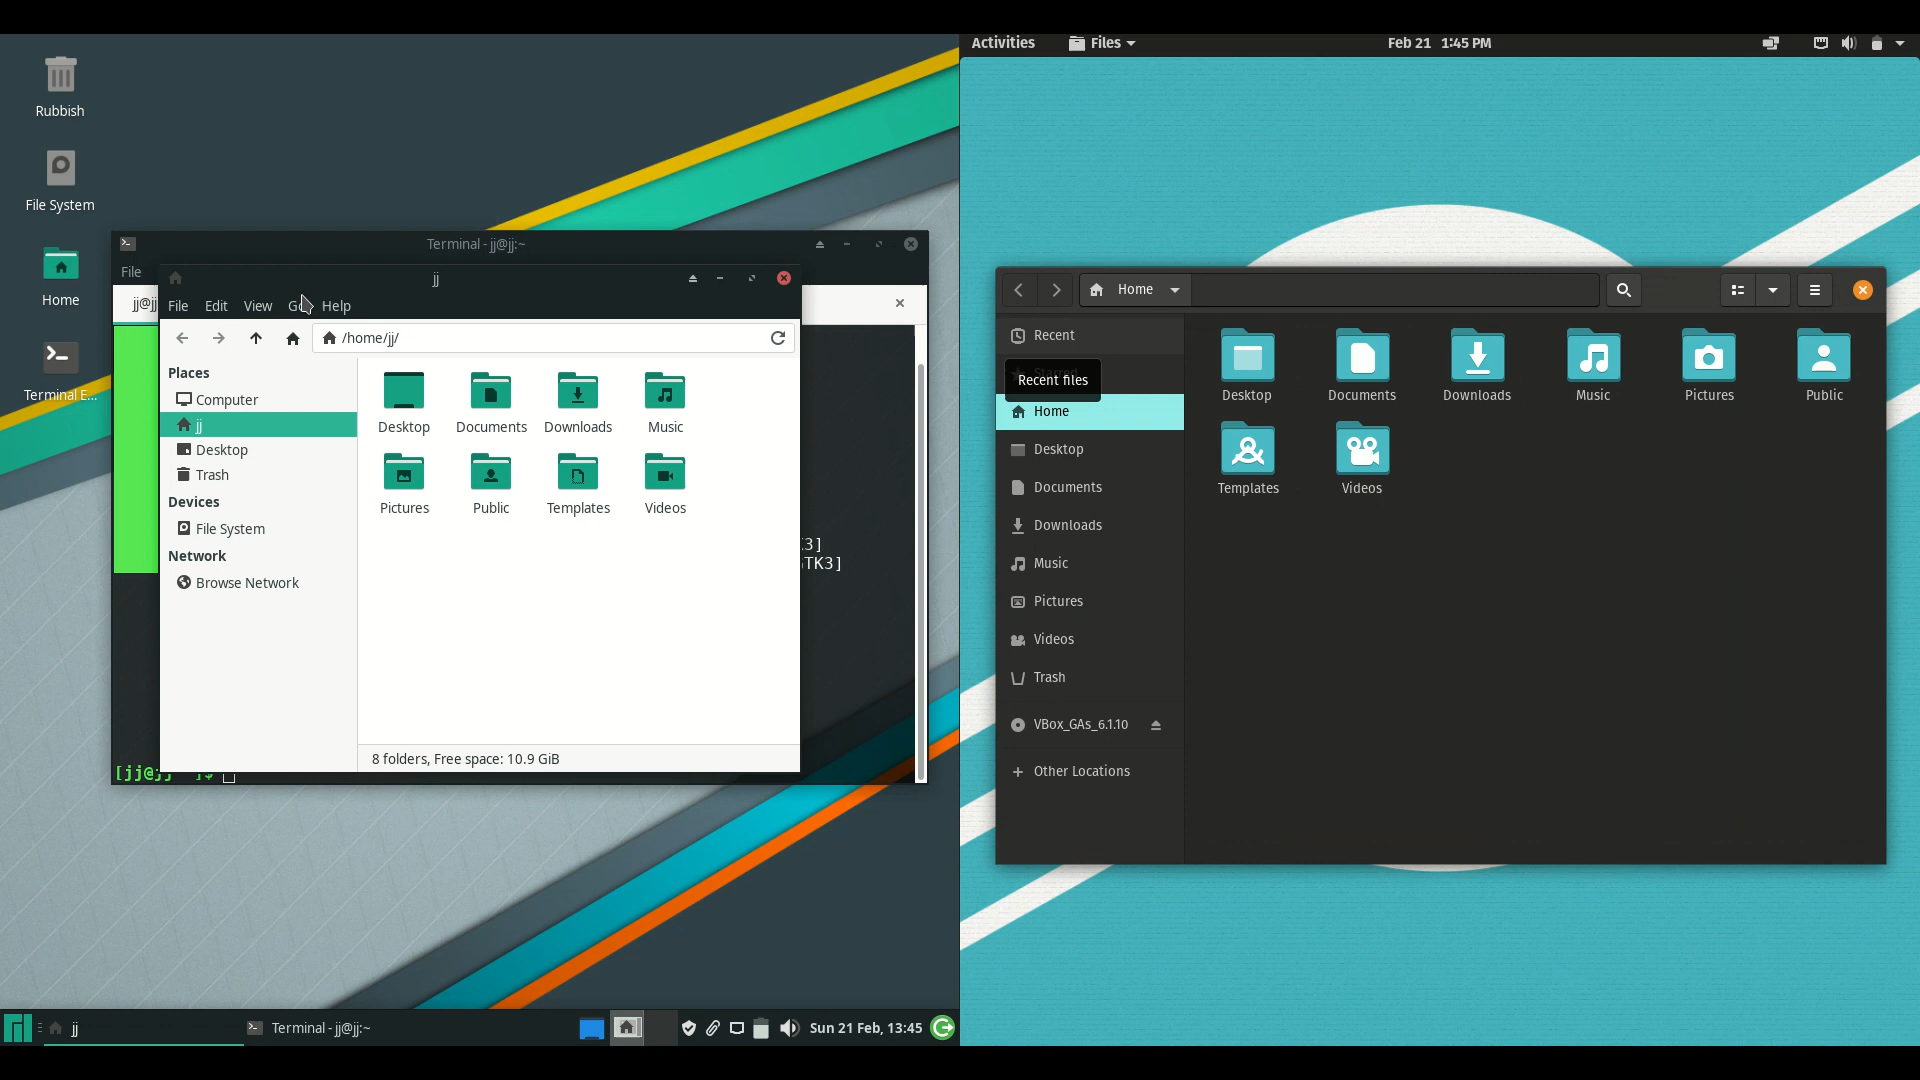 Rubbish
File System
Home
Terminal E...
Terminal - jj@jj:~
File
jj@jj
jj
File Edit View Go Help
/home/jj/
Places
Computer
jj
Desktop
Trash
Devices
File System
Network
Browse Network
Desktop Documents Downloads Music
Pictures Public Templates Videos
8 folders, Free space: 10.9 GiB
3]
TK3]
[jj@jj ~]$
jj
Terminal - jj@jj:~
Sun 21 Feb, 13:45
Activities Files Feb 21 1:45 PM
Home
Recent
Starred
Recent files
Home
Desktop
Documents
Downloads
Music
Pictures
Videos
Trash
VBox_GAs_6.1.10
Other Locations
Desktop Documents Downloads Music Pictures Public
Templates Videos